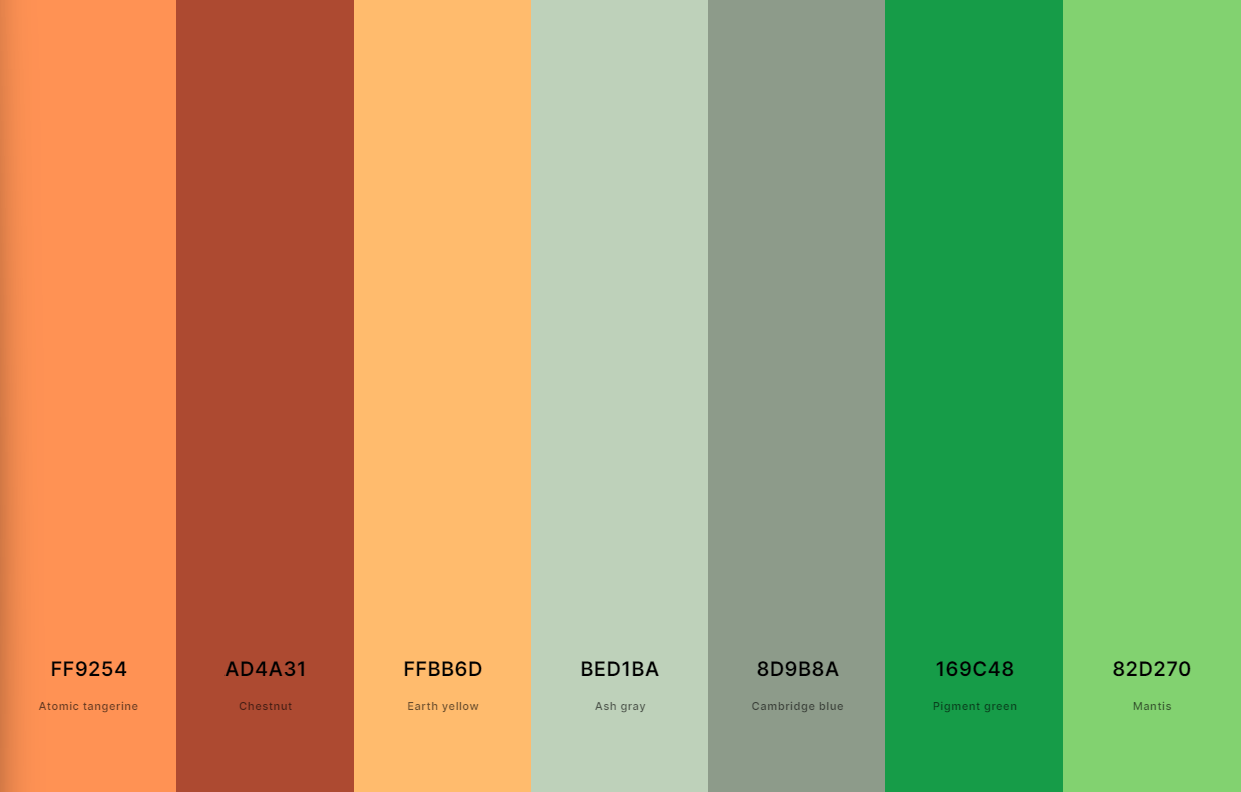 FF9254
Atomic tangerine
AD4A31
Chestnut
FFBB6D
Earth yellow
BED1BA
Ash gray
8D9B8A
Cambridge blue
169C48
Pigment green
82D270
Mantis